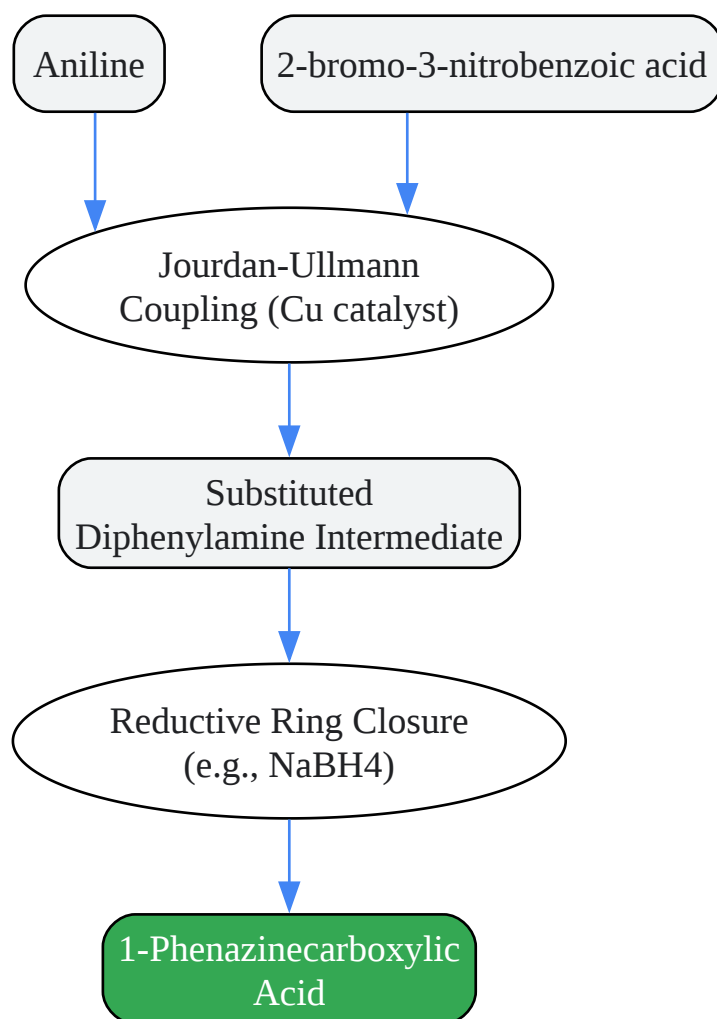 Aniline
2-bromo-3-nitrobenzoic acid
Jourdan-Ullmann
Coupling (Cu catalyst)
Substituted
Diphenylamine Intermediate
Reductive Ring Closure
(e.g., NaBH4)
1-Phenazinecarboxylic
Acid